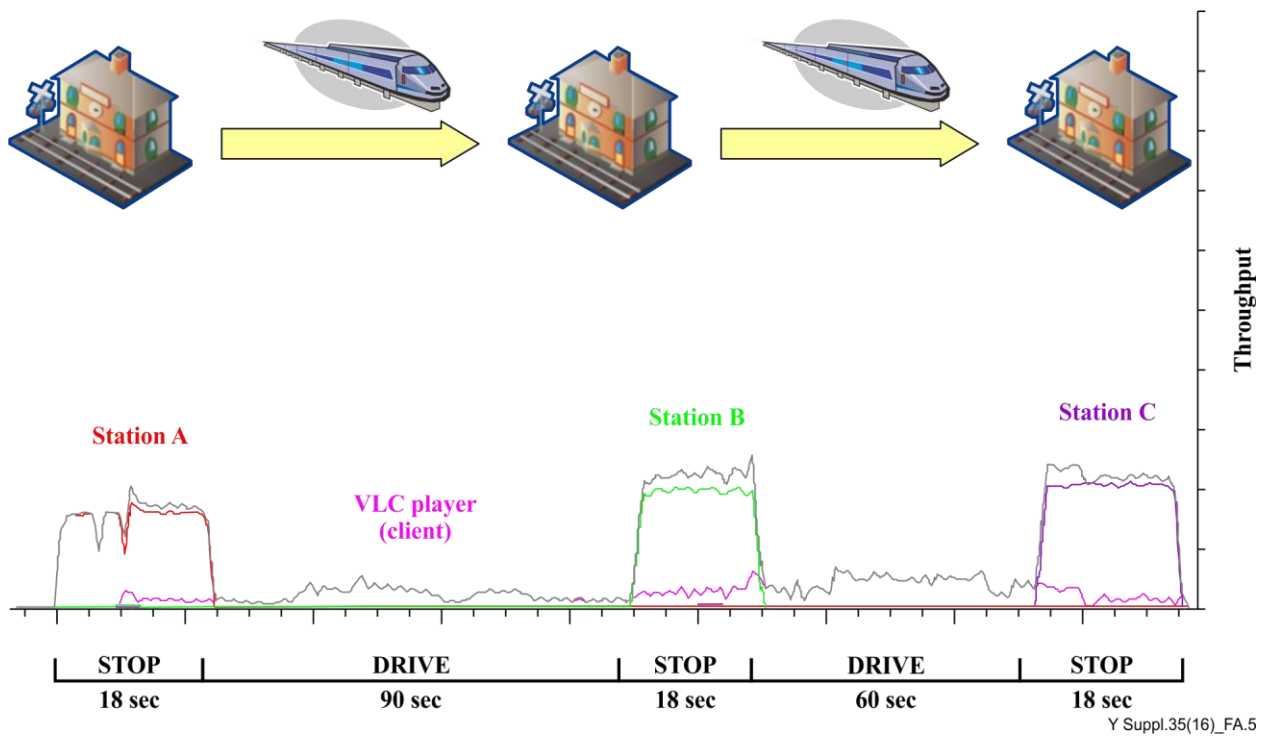 Throughput
Station A
Station B
Station C
VLC player
(client)
STOP
DRIVE
STOP
DRIVE
STOP
18 sec
90 sec
18 sec
60 sec
18 sec
Y Suppl.35(16)_FA.5